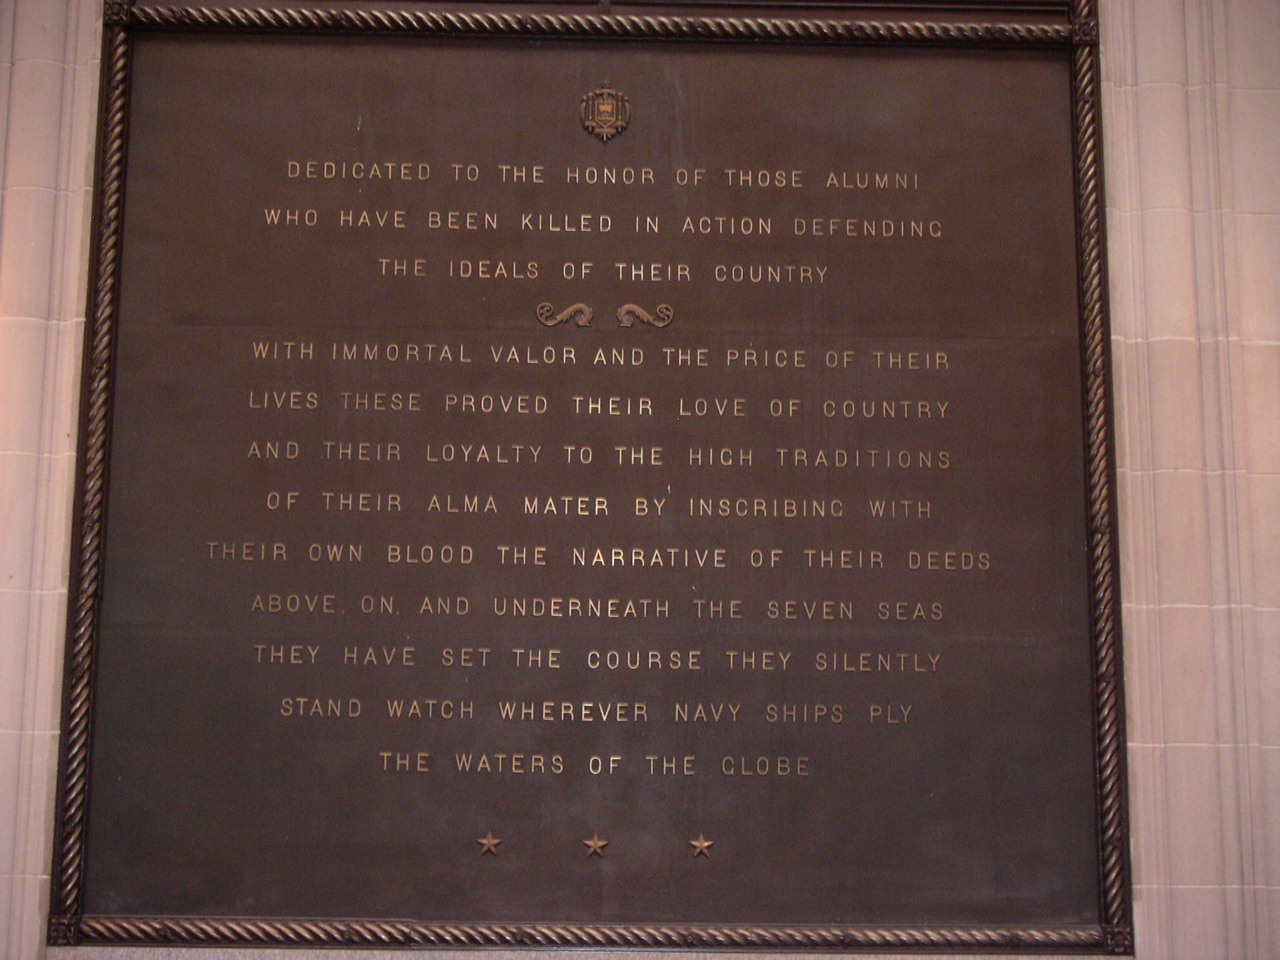 DEDICATED TO THE HONOR OF THOSE ALUMNI
WHO HAVE BEEN KILLED IN ACTION DEFENDING
THE IDEALS OF THEIR COUNTRY
WITH IMMORTAL VALOR AND THE PRICE OF THEIR
LIVES THESE PROVED THEIR LOVE OF COUNTRY
AND THEIR LOYALTY TO THE HIGH TRADITIONS
OF THEIR ALMA MATER BY INSCRIBING WITH
THEIR OWN BLOOD THE NARRATIVE OF THEIR DEEDS
ABOVE, ON, AND UNDERNEATH THE SEVEN SEAS
THEY HAVE SET THE COURSE THEY SILENTLY
STAND WATCH WHEREVER NAVY SHIPS PLY
THE WATERS OF THE GLOBE